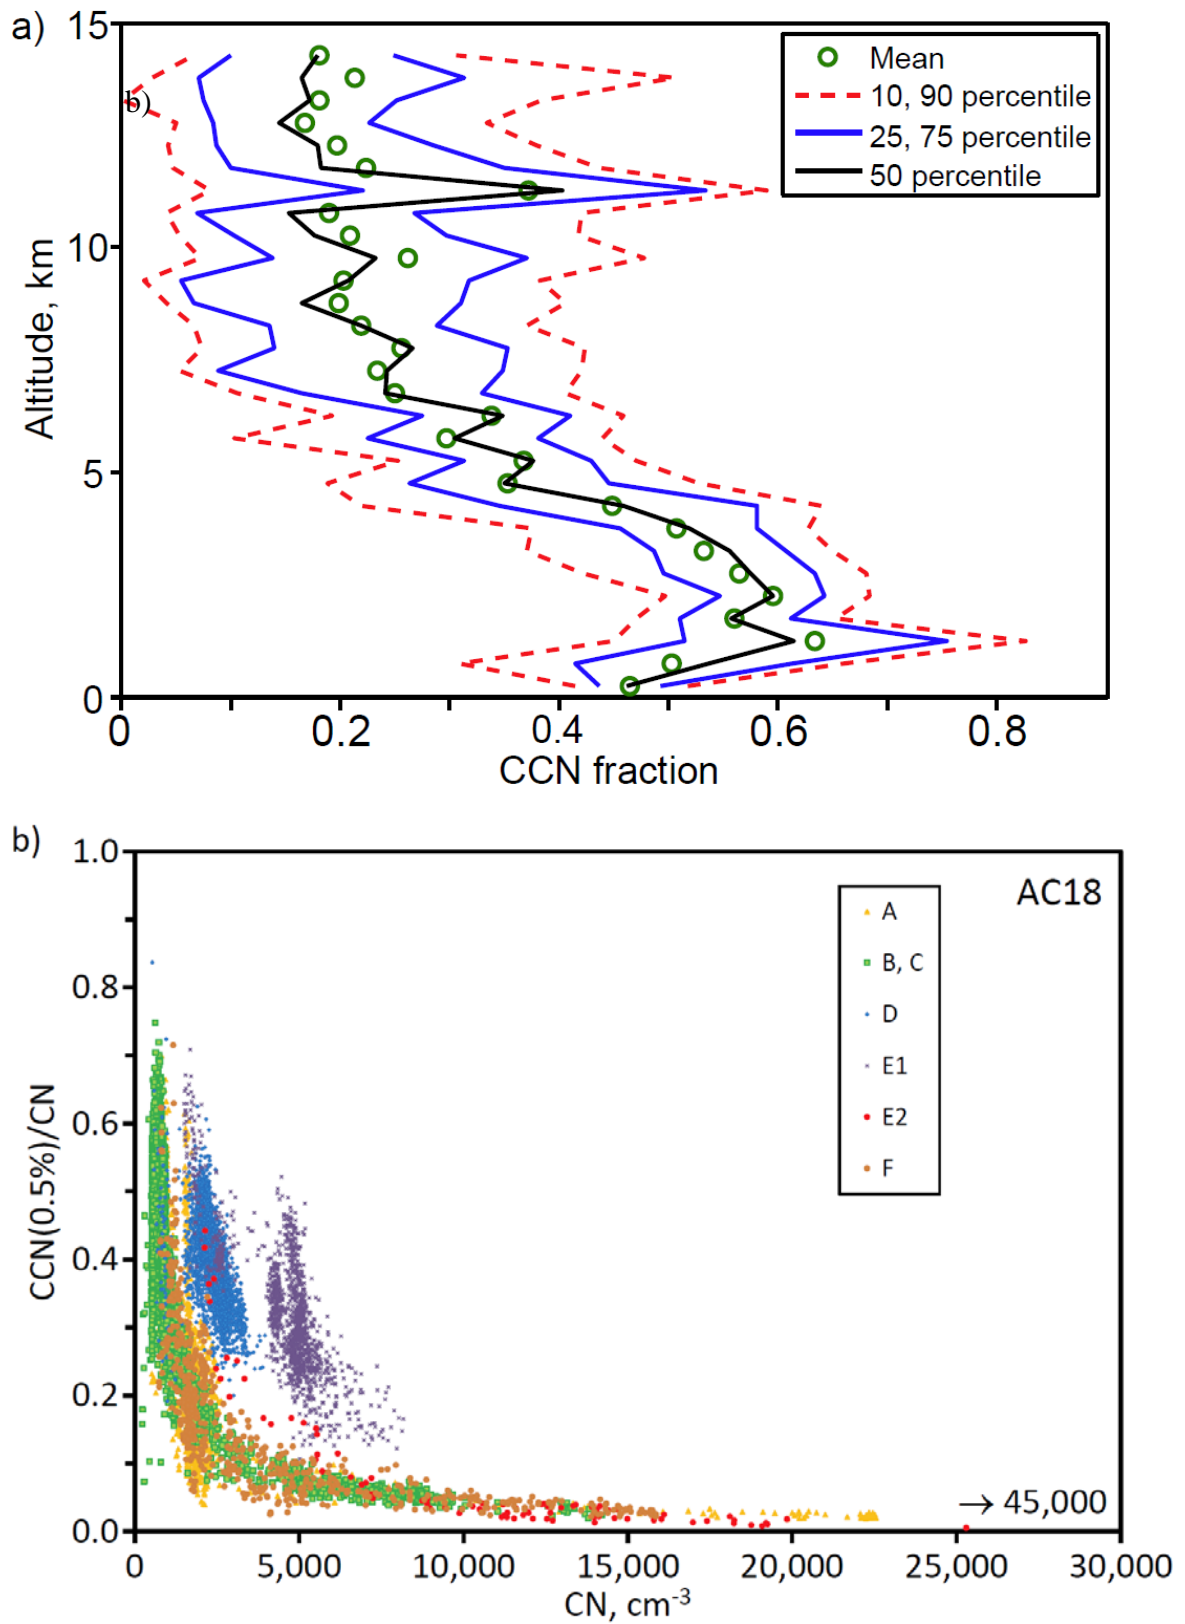 a)
15
Mean
10, 90 percentile
25, 75 percentile
50 percentile
b)
10
5
0
Altitude, km
0 0.2 0.4 0.6 0.8
CCN fraction
b)
1.0
AC18
A
B, C
D
E1
E2
F
0.8
0.6
0.4
0.2
0.0
CCN(0.5%)/CN
→ 45,000
0 5,000 10,000 15,000 20,000 25,000 30,000
CN, cm-3